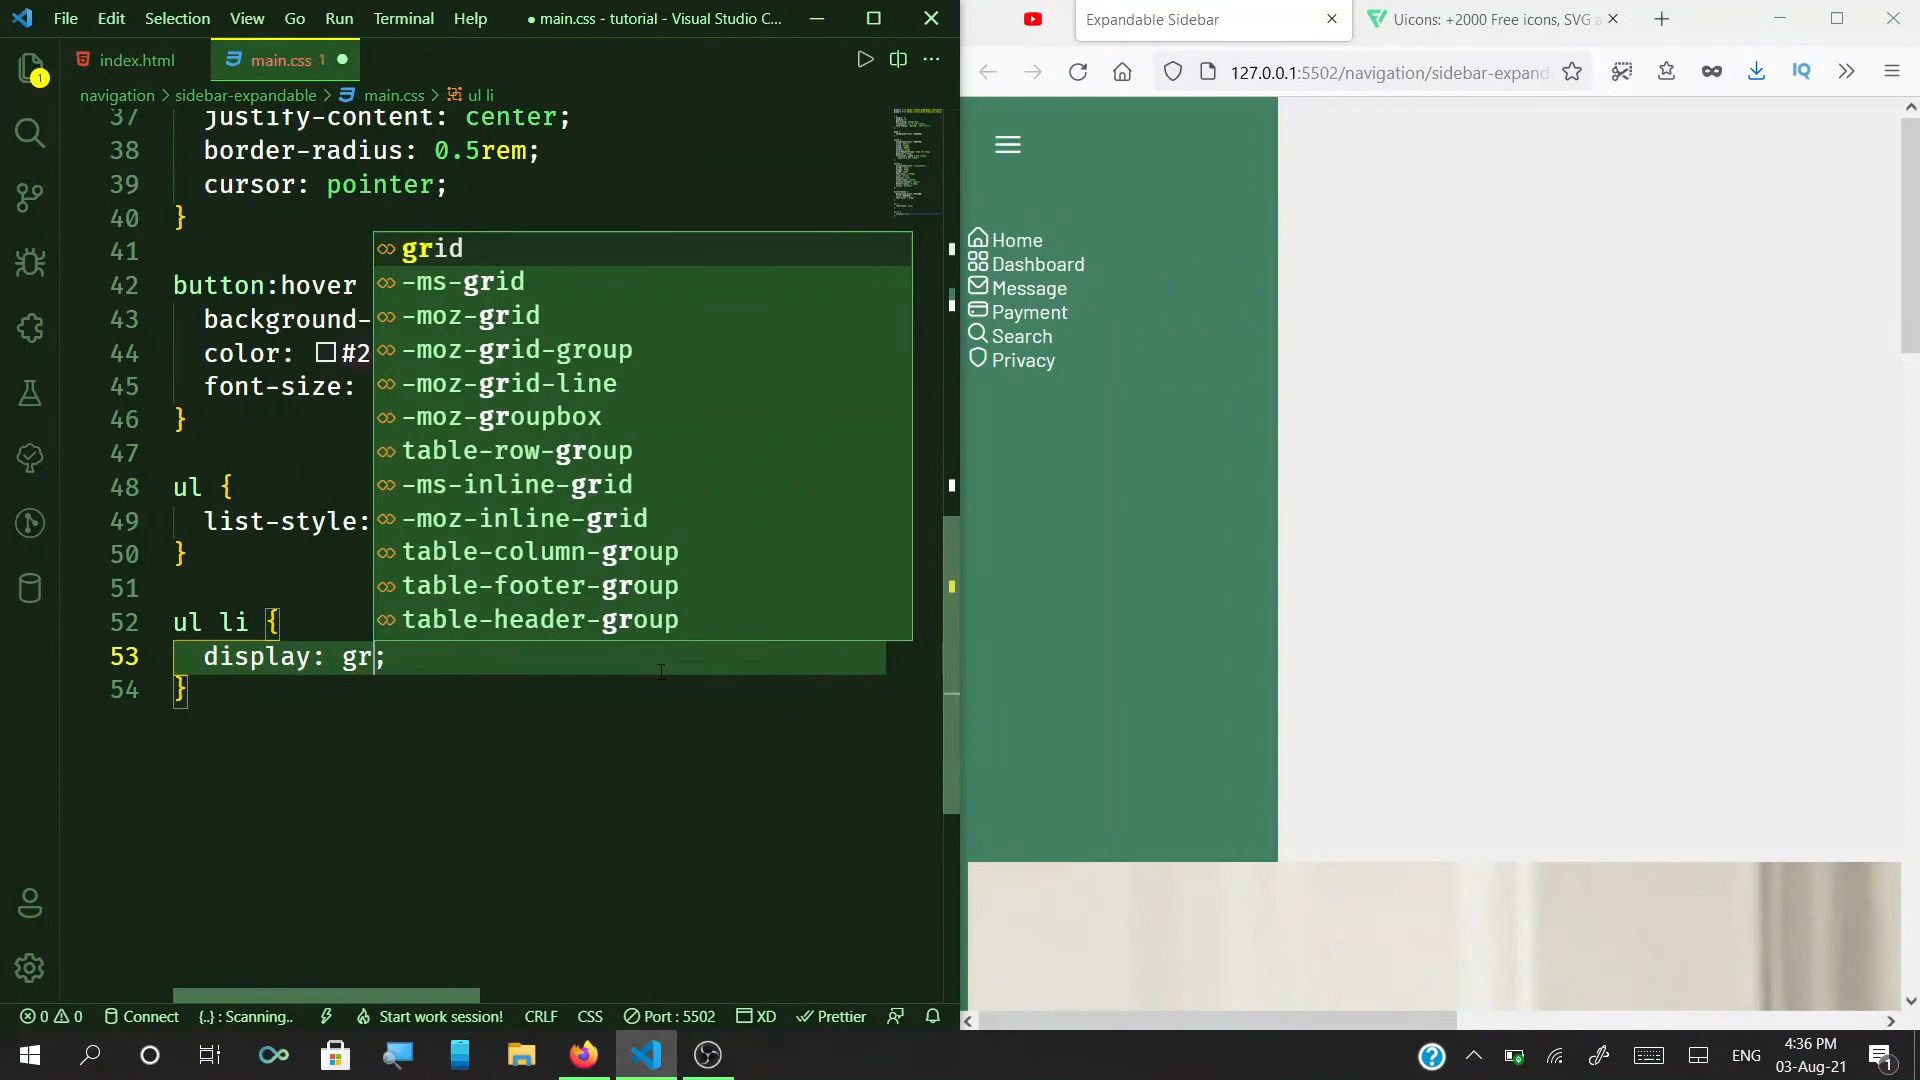 File Edit Selection View Go Run Terminal Help
● main.css - tutorial - Visual Studio C...
index.html
main.css 1 ●
navigation > sidebar-expandable > main.css > ul li
37 justify-content: center;
38 border-radius: 0.5rem;
39 cursor: pointer;
40 }
41
42 button:hover
43 background-
44 color: #2
45 font-size:
46 }
47
48 ul {
49 list-style:
50 }
51
52 ul li {
53 display: gr;
54 }
grid
-ms-grid
-moz-grid
-moz-grid-group
-moz-grid-line
-moz-groupbox
table-row-group
-ms-inline-grid
-moz-inline-grid
table-column-group
table-footer-group
table-header-group
1
0 0 Connect {..} : Scanning.. Start work session! CRLF CSS Port : 5502 XD Prettier
Expandable Sidebar
Uicons: +2000 Free icons, SVG
127.0.0.1:5502/navigation/sidebar-expand
IQ
Home
Dashboard
Message
Payment
Search
Privacy
ENG
4:36 PM
03-Aug-21
1